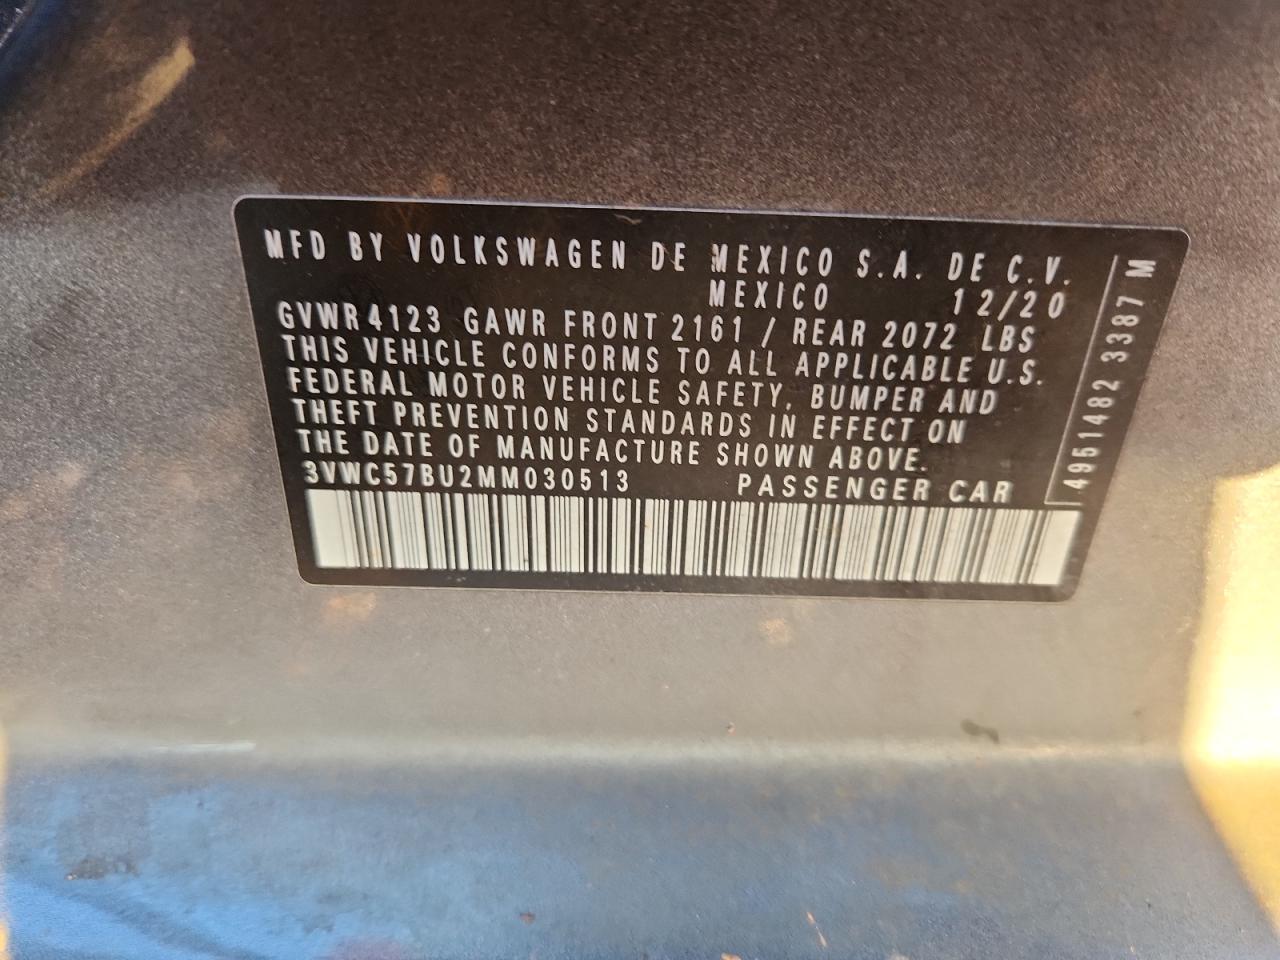 MFD BY VOLKSWAGEN DE MEXICO S.A. DE C.V.
MEXICO 12/20
GVWR 4123 GAWR FRONT 2161 / REAR 2072 LBS
THIS VEHICLE CONFORMS TO ALL APPLICABLE U.S.
FEDERAL MOTOR VEHICLE SAFETY, BUMPER AND
THEFT PREVENTION STANDARDS IN EFFECT ON
THE DATE OF MANUFACTURE SHOWN ABOVE.
3VWC57BU2MM030513 PASSENGER CAR
4951482 3387 M